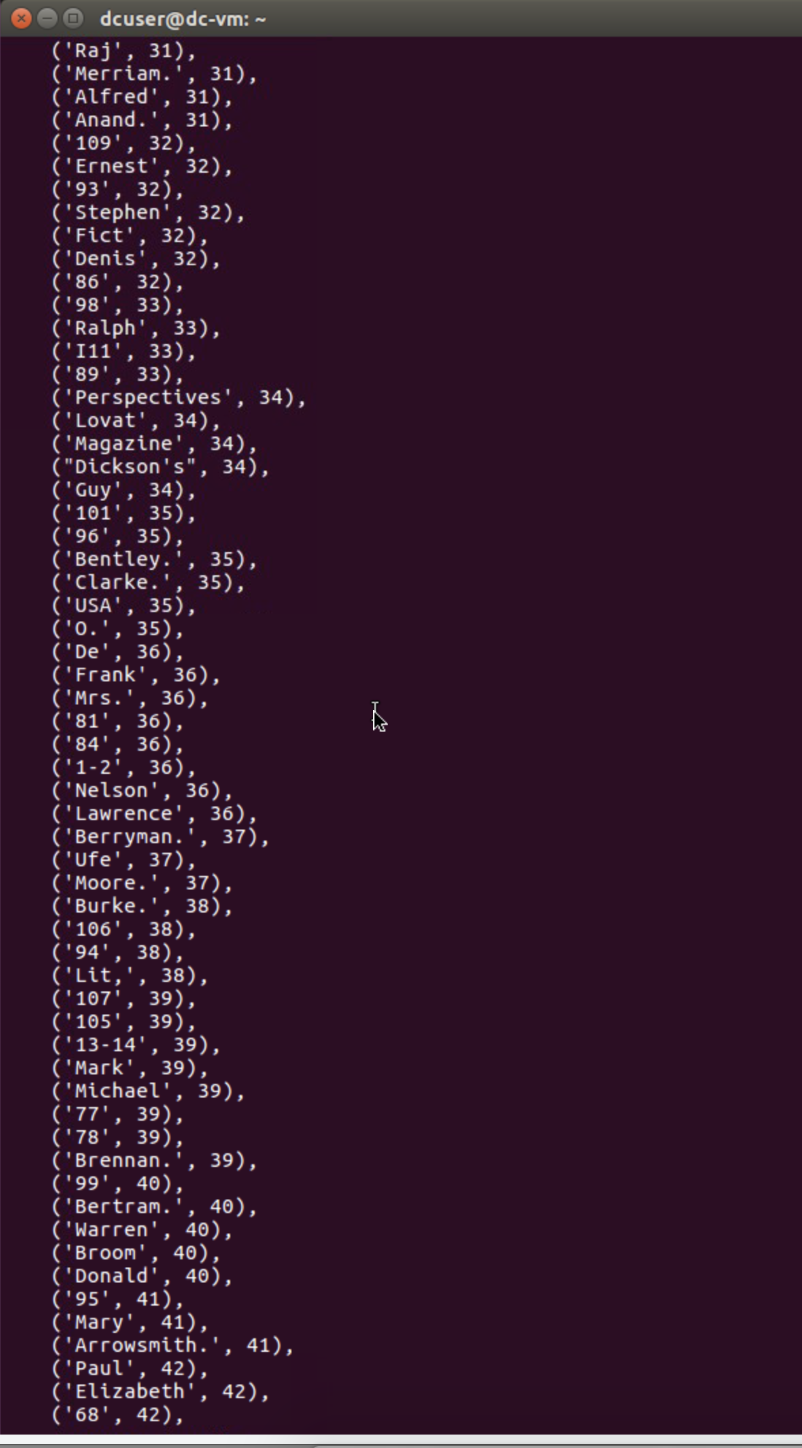 dcuser@dc-vm: ~
('Raj', 31),
('Merriam.', 31),
('Alfred', 31),
('Anand.', 31),
('109', 32),
('Ernest', 32),
('93', 32),
('Stephen', 32),
('Fict', 32),
('Denis', 32),
('86', 32),
('98', 33),
('Ralph', 33),
('I11', 33),
('89', 33),
('Perspectives', 34),
('Lovat', 34),
('Magazine', 34),
("Dickson's", 34),
('Guy', 34),
('101', 35),
('96', 35),
('Bentley.', 35),
('Clarke.', 35),
('USA', 35),
('O.', 35),
('De', 36),
('Frank', 36),
('Mrs.', 36),
('81', 36),
('84', 36),
('1-2', 36),
('Nelson', 36),
('Lawrence', 36),
('Berryman.', 37),
('Ufe', 37),
('Moore.', 37),
('Burke.', 38),
('106', 38),
('94', 38),
('Lit,', 38),
('107', 39),
('105', 39),
('13-14', 39),
('Mark', 39),
('Michael', 39),
('77', 39),
('78', 39),
('Brennan.', 39),
('99', 40),
('Bertram.', 40),
('Warren', 40),
('Broom', 40),
('Donald', 40),
('95', 41),
('Mary', 41),
('Arrowsmith.', 41),
('Paul', 42),
('Elizabeth', 42),
('68', 42),